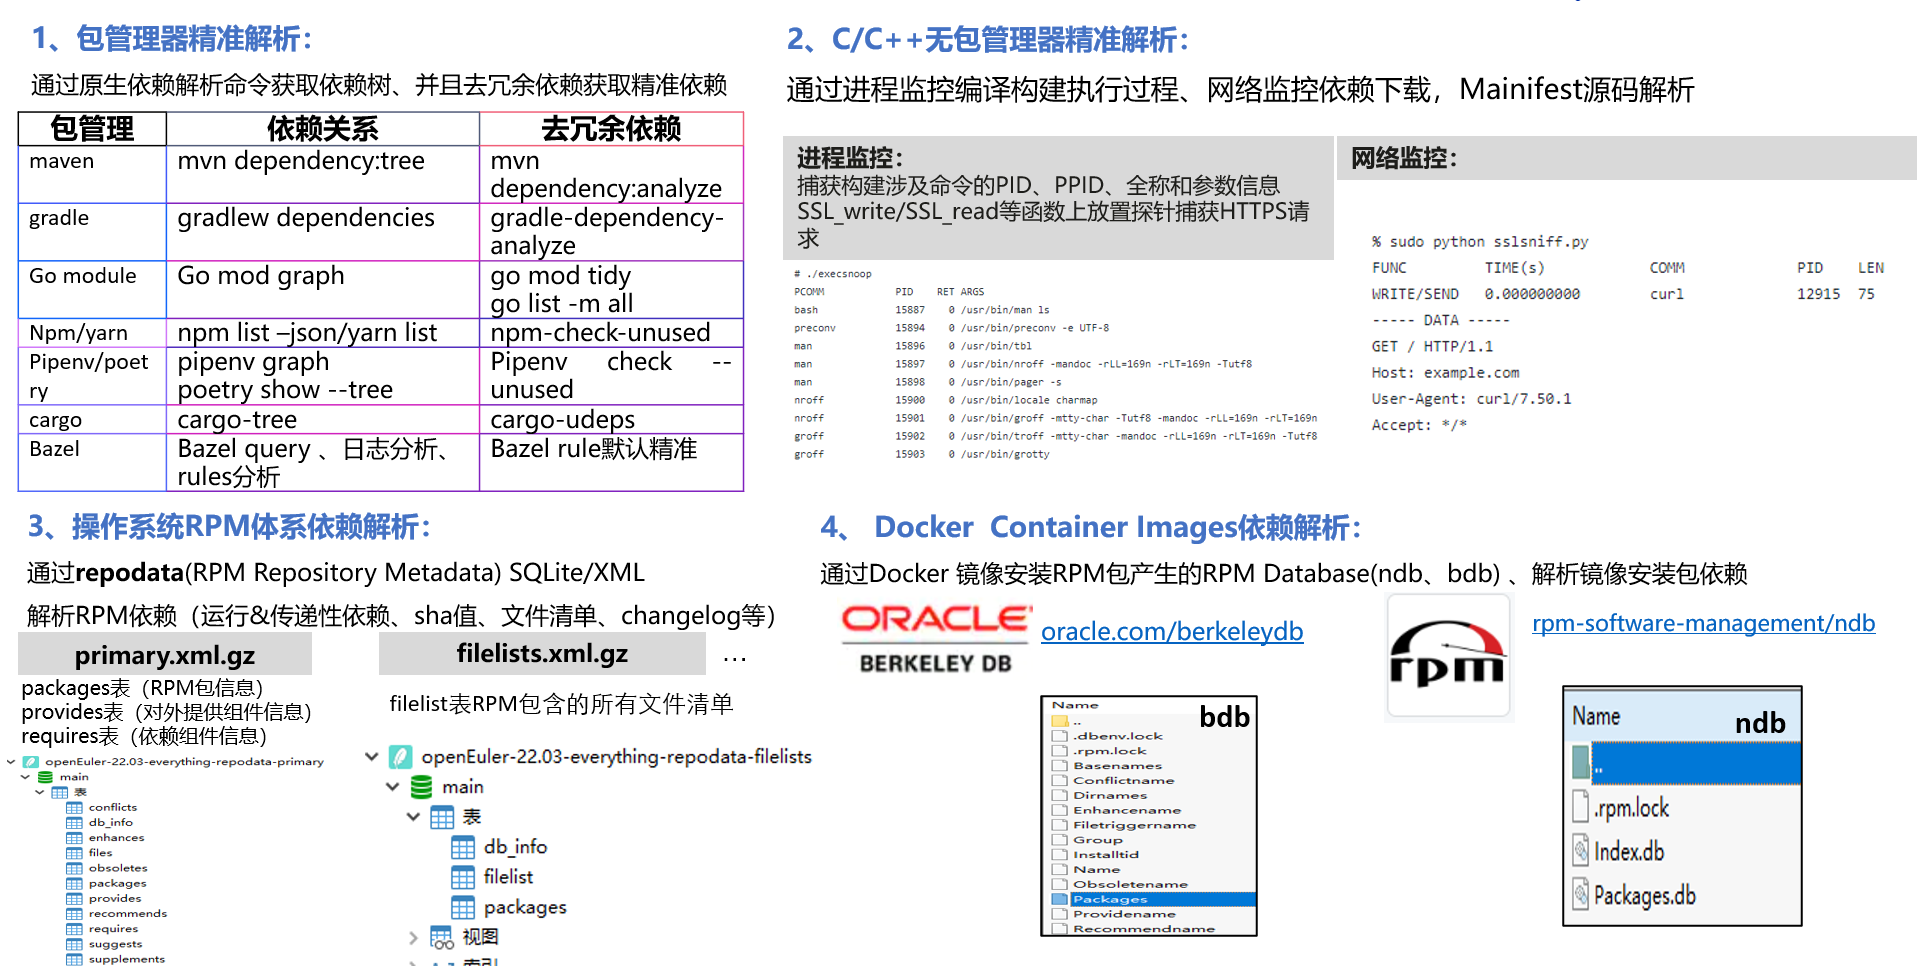 1、包管理器精准解析：
通过原生依赖解析命令获取依赖树、并且去冗余依赖获取精准依赖
包管理 依赖关系 去冗余依赖
maven mvn dependency:tree mvn
dependency:analyze
gradle gradlew dependencies gradle-dependency-
analyze
Go module Go mod graph go mod tidy
go list -m all
Npm/yarn npm list –json/yarn list npm-check-unused
Pipenv/poet pipenv graph Pipenv check --
ry poetry show --tree unused
cargo cargo-tree cargo-udeps
Bazel Bazel query 、日志分析、 Bazel rule默认精准
rules分析
2、C/C++无包管理器精准解析：
通过进程监控编译构建执行过程、网络监控依赖下载，Mainifest源码解析
进程监控：
捕获构建涉及命令的PID、PPID、全称和参数信息
SSL_write/SSL_read等函数上放置探针捕获HTTPS请
求
# ./execsnoop
PCOMM PID RET ARGS
bash 15887 0 /usr/bin/man ls
preconv 15894 0 /usr/bin/preconv -e UTF-8
man 15896 0 /usr/bin/tbl
man 15897 0 /usr/bin/nroff -mandoc -rLL=169n -rLT=169n -Tutf8
man 15898 0 /usr/bin/pager -s
nroff 15900 0 /usr/bin/locale charmap
nroff 15901 0 /usr/bin/groff -mtty-char -Tutf8 -mandoc -rLL=169n -rLT=169n
groff 15902 0 /usr/bin/troff -mtty-char -mandoc -rLL=169n -rLT=169n -Tutf8
groff 15903 0 /usr/bin/grotty
网络监控：
% sudo python sslsniff.py
FUNC TIME(s) COMM PID LEN
WRITE/SEND 0.000000000 curl 12915 75
----- DATA -----
GET / HTTP/1.1
Host: example.com
User-Agent: curl/7.50.1
Accept: */*
3、操作系统RPM体系依赖解析：
通过repodata(RPM Repository Metadata) SQLite/XML
解析RPM依赖（运行&传递性依赖、sha值、文件清单、changelog等）
primary.xml.gz
packages表（RPM包信息）
provides表（对外提供组件信息）
requires表（依赖组件信息）
openEuler-22.03-everything-repodata-primary
main
表
conflicts
db_info
enhances
files
obsoletes
packages
provides
recommends
requires
suggests
supplements
filelists.xml.gz ...
filelist表RPM包含的所有文件清单
openEuler-22.03-everything-repodata-filelists
main
表
db_info
filelist
packages
视图
索引
4、 Docker Container Images依赖解析：
通过Docker 镜像安装RPM包产生的RPM Database(ndb、bdb) 、解析镜像安装包依赖
ORACLE
BERKELEY DB
oracle.com/berkeleydb
Name
bdb
..
.dbenv.lock
.rpm.lock
Basenames
Conflictname
Dirnames
Enhancename
Filetriggername
Group
Installtid
Name
Obsoletename
Packages
Providename
Recommendname
rpm
rpm-software-management/ndb
Name
ndb
..
.rpm.lock
Index.db
Packages.db